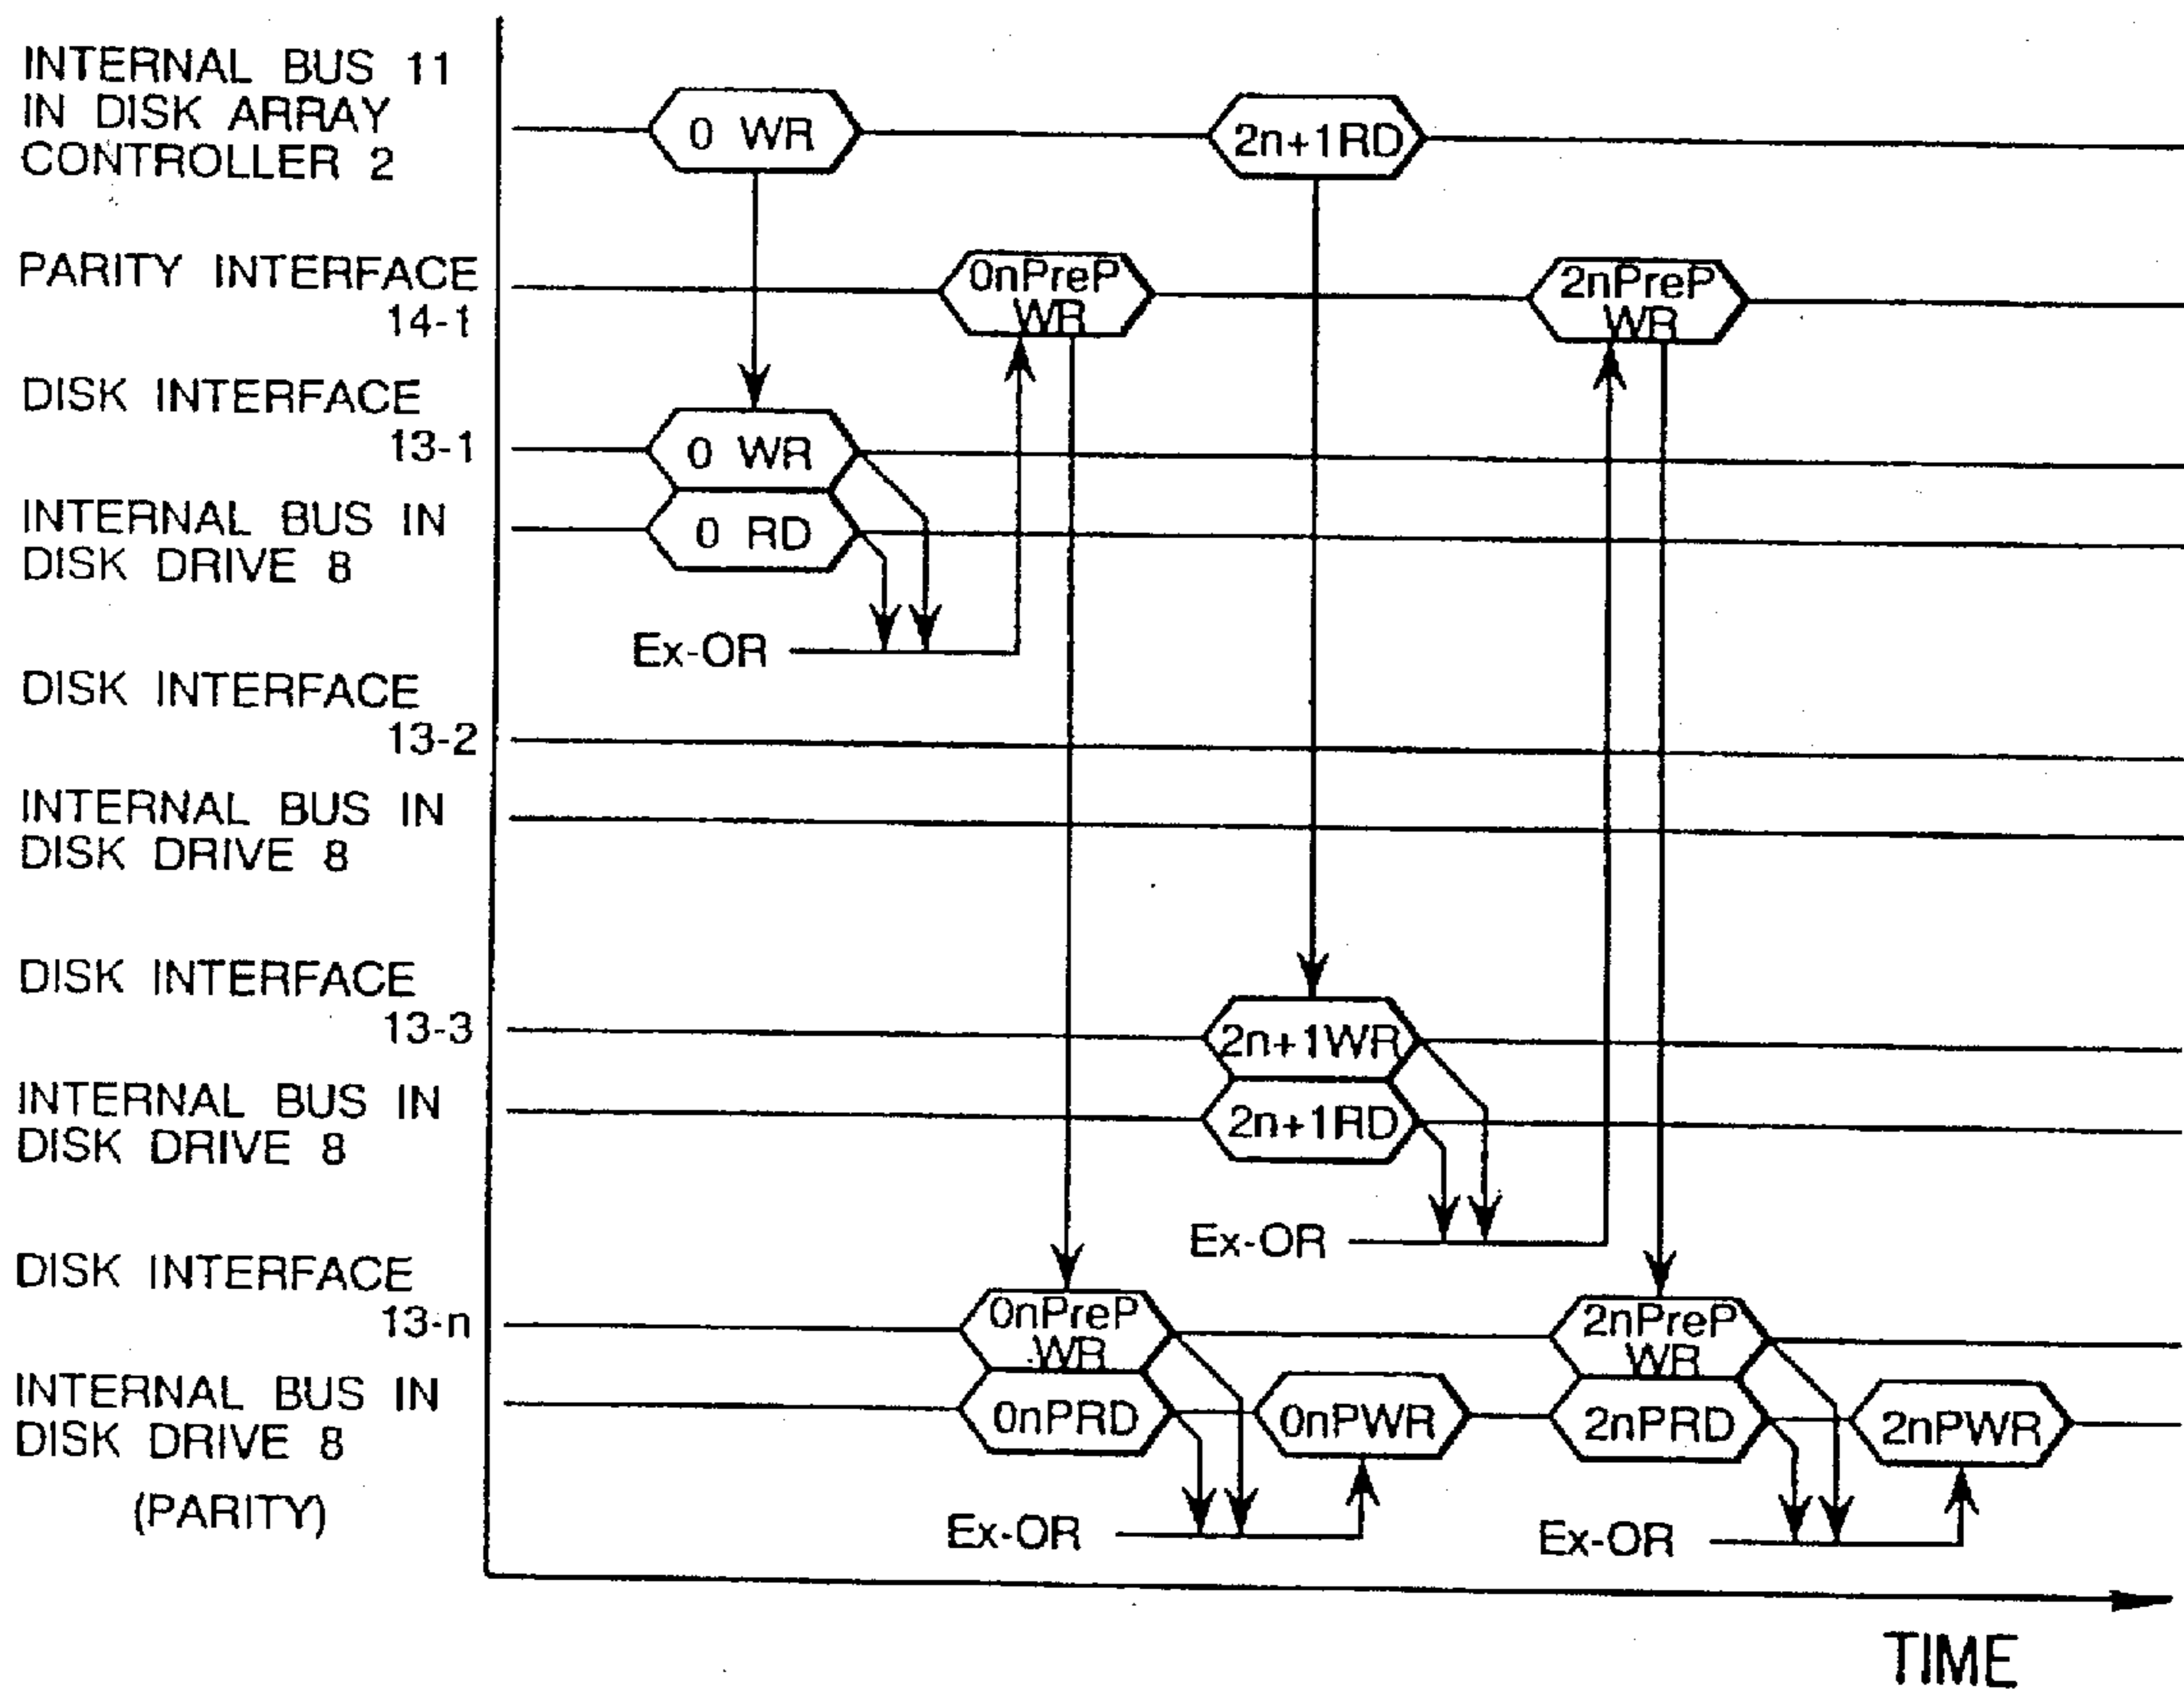 INTERNAL BUS 11
IN DISK ARRAY
CONTROLLER 2
0 WR
2n+1RD
PARITY INTERFACE
14-1
0nPreP
WR
2nPreP
WR
DISK INTERFACE
13-1
0 WR
INTERNAL BUS IN
DISK DRIVE 8
0 RD
Ex-OR
DISK INTERFACE
13-2
INTERNAL BUS IN
DISK DRIVE 8
DISK INTERFACE
13-3
2n+1WR
INTERNAL BUS IN
DISK DRIVE 8
2n+1RD
Ex-OR
DISK INTERFACE
13-n
0nPreP
WR
2nPreP
WR
INTERNAL BUS IN
DISK DRIVE 8
(PARITY)
0nPRD
0nPWR
2nPRD
2nPWR
Ex-OR
Ex-OR
TIME